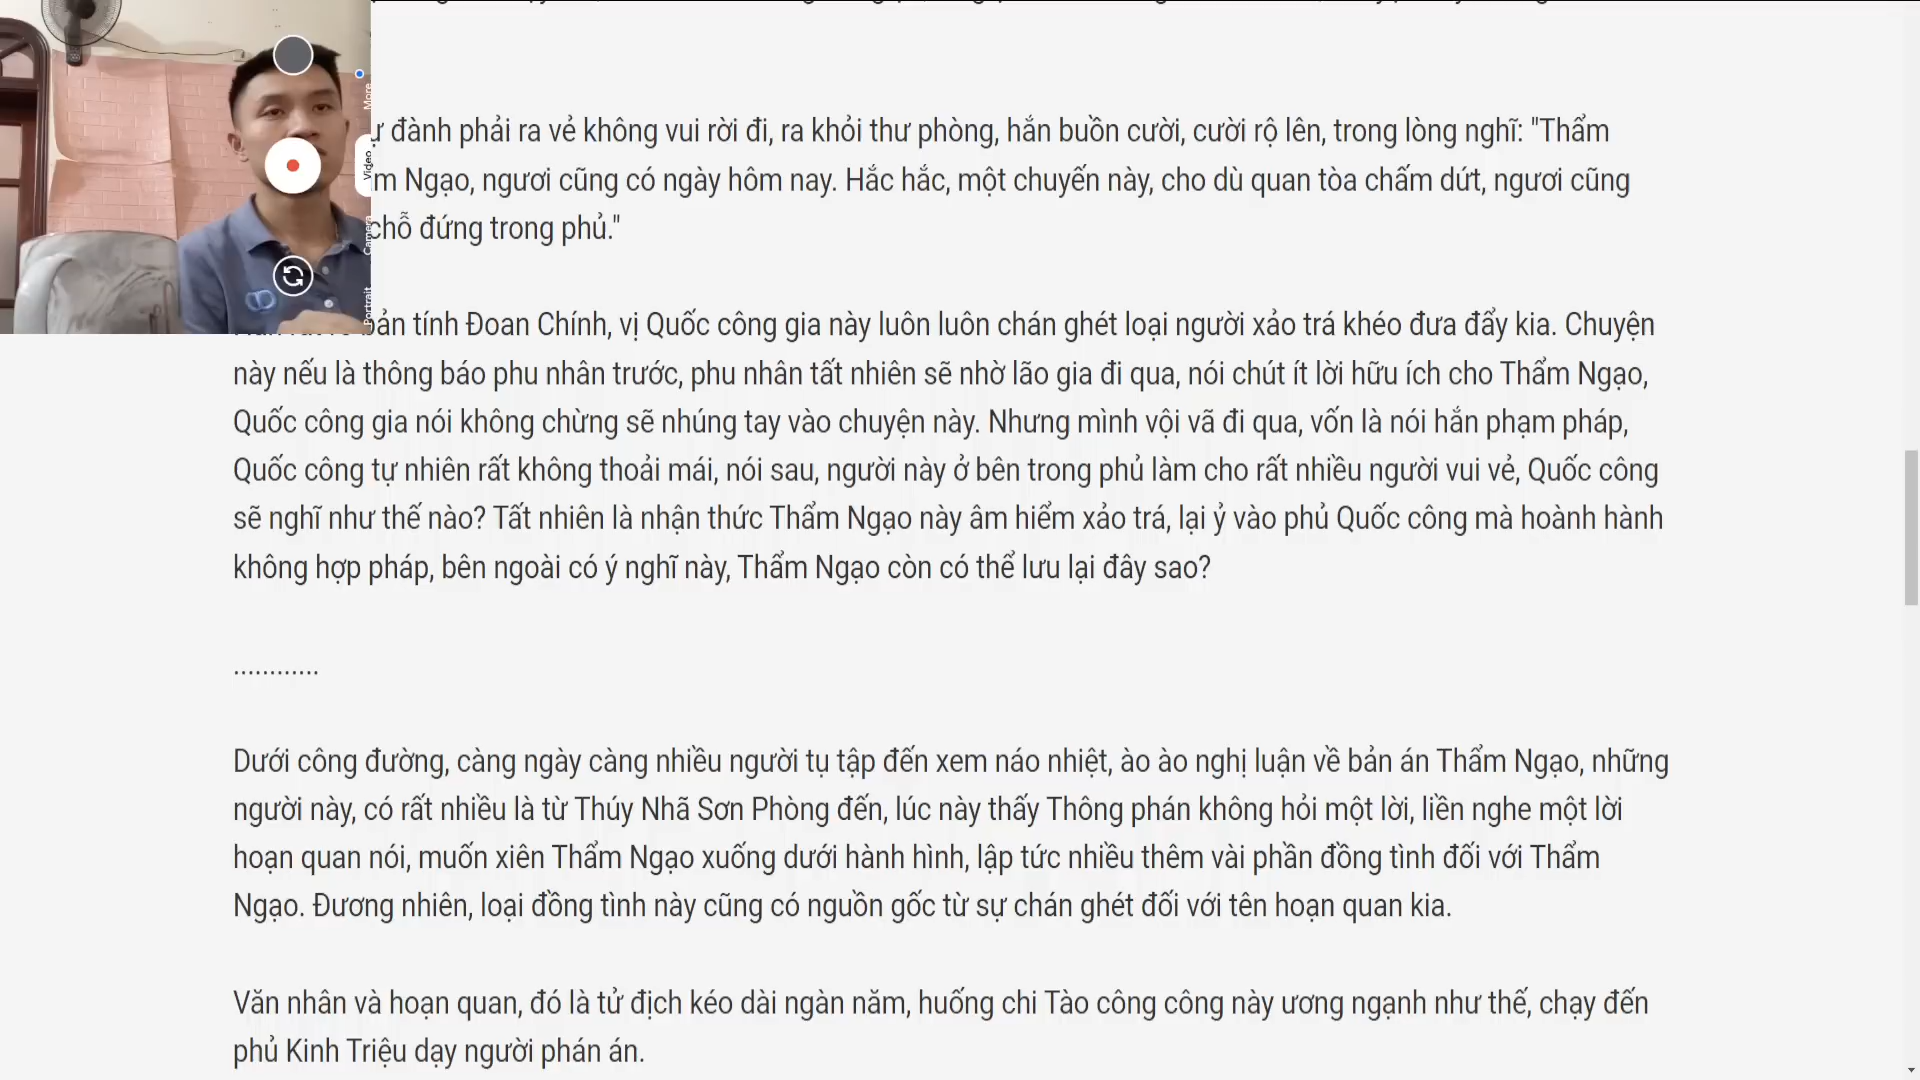 đành phải ra vẻ không vui rời đi, ra khỏi thư phòng, hắn buồn cười, cười rộ lên, trong lòng nghĩ: "Thẩm
More
Video
m Ngạo, ngươi cũng có ngày hôm nay. Hắc hắc, một chuyến này, cho dù quan tòa chấm dứt, ngươi cũng
Camera
chỗ đứng trong phủ."
Portrait
bản tính Đoan Chính, vị Quốc công gia này luôn luôn chán ghét loại người xảo trá khéo đưa đẩy kia. Chuyện
này nếu là thông báo phu nhân trước, phu nhân tất nhiên sẽ nhờ lão gia đi qua, nói chút ít lời hữu ích cho Thẩm Ngạo,
Quốc công gia nói không chừng sẽ nhúng tay vào chuyện này. Nhưng mình vội vã đi qua, vốn là nói hắn phạm pháp,
Quốc công tự nhiên rất không thoải mái, nói sau, người này ở bên trong phủ làm cho rất nhiều người vui vẻ, Quốc công
sẽ nghĩ như thế nào? Tất nhiên là nhận thức Thẩm Ngạo này âm hiểm xảo trá, lại ỷ vào phủ Quốc công mà hoành hành
không hợp pháp, bên ngoài có ý nghĩ này, Thẩm Ngạo còn có thể lưu lại đây sao?
............
Dưới công đường, càng ngày càng nhiều người tụ tập đến xem náo nhiệt, ào ào nghị luận về bản án Thẩm Ngạo, những
người này, có rất nhiều là từ Thúy Nhã Sơn Phòng đến, lúc này thấy Thông phán không hỏi một lời, liền nghe một lời
hoạn quan nói, muốn xiên Thẩm Ngạo xuống dưới hành hình, lập tức nhiều thêm vài phần đồng tình đối với Thẩm
Ngạo. Đương nhiên, loại đồng tình này cũng có nguồn gốc từ sự chán ghét đối với tên hoạn quan kia.
Văn nhân và hoạn quan, đó là tử địch kéo dài ngàn năm, huống chi Tào công công này ương ngạnh như thế, chạy đến
phủ Kinh Triệu dạy người phán án.